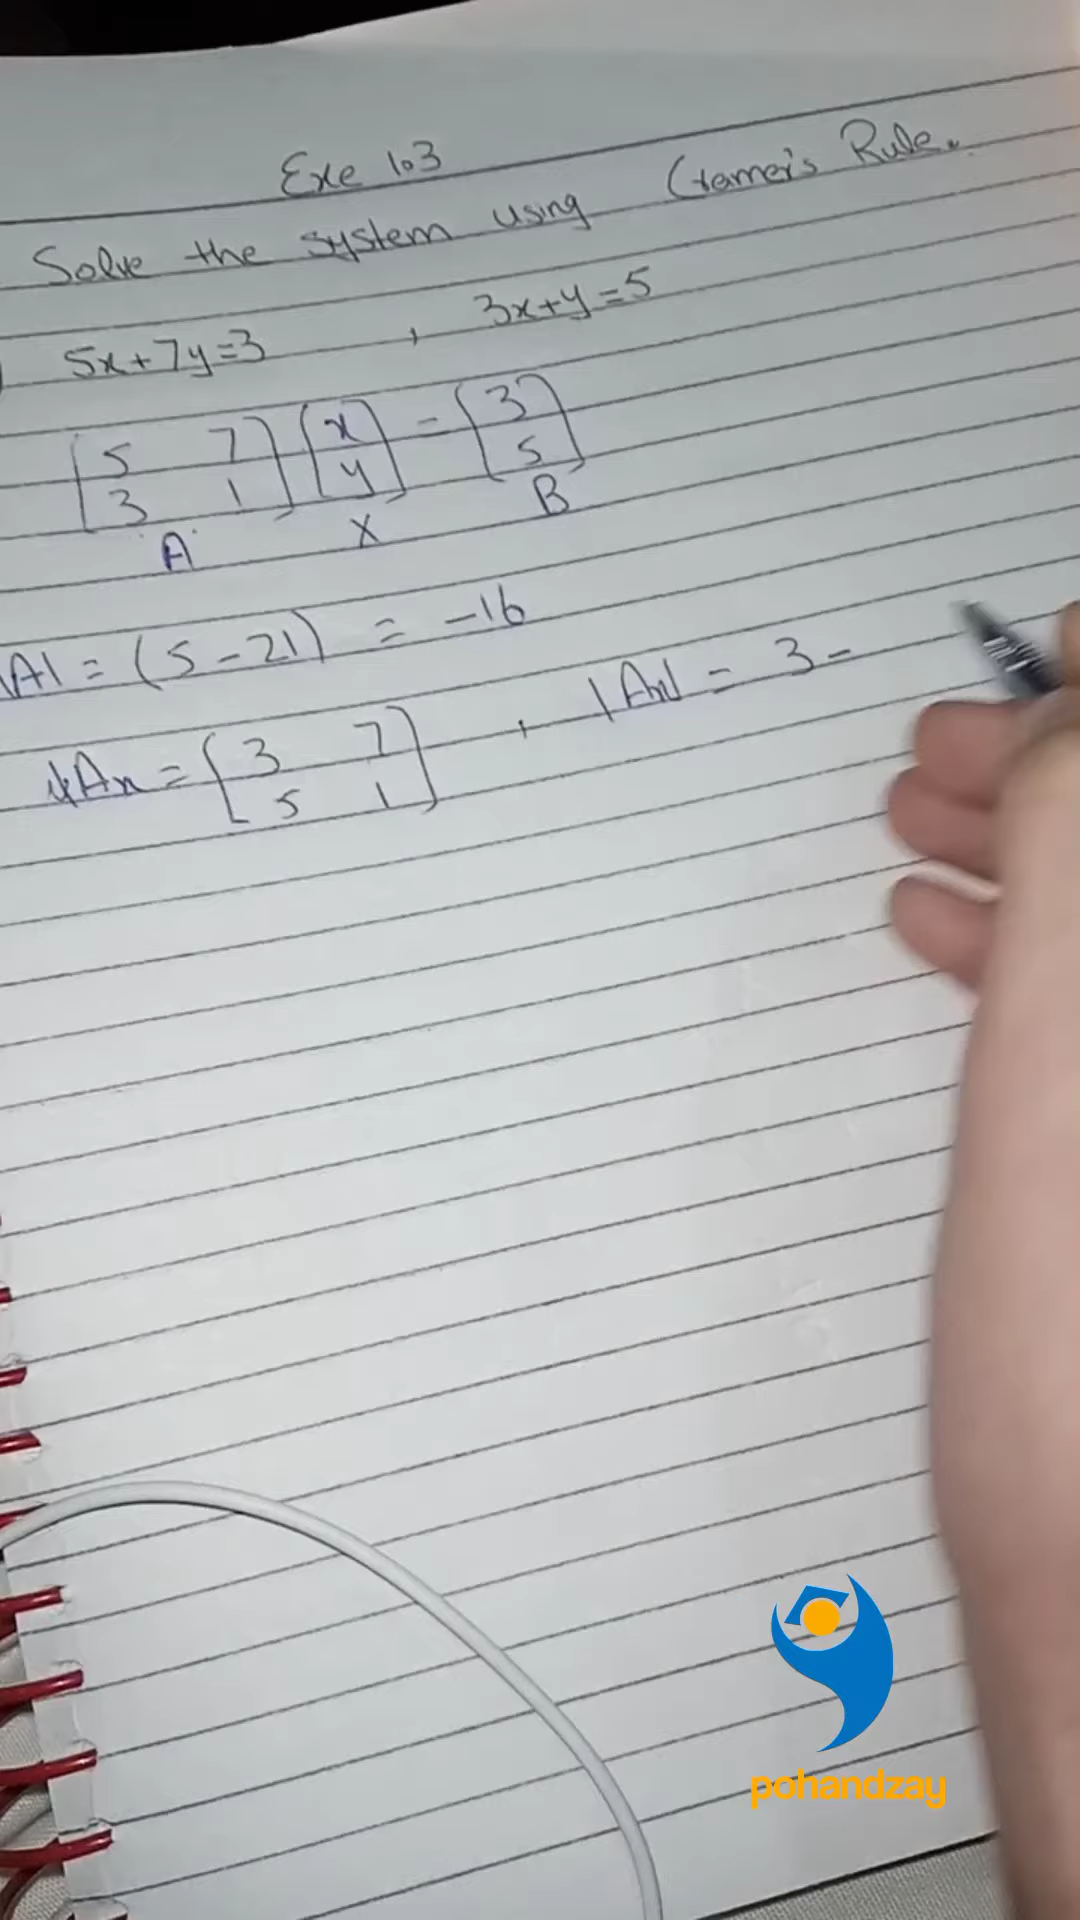 Exe 1.3
Solve the system using Cramer's Rule.
5x+7y=3 , 3x+y=5
[5 7] [x] = [3]
[3 1] [y] [5]
A X B
|A| = (5-21) = -16
Ax = [3 7] , |Ax| = 3-
[5 1]
pohandzay